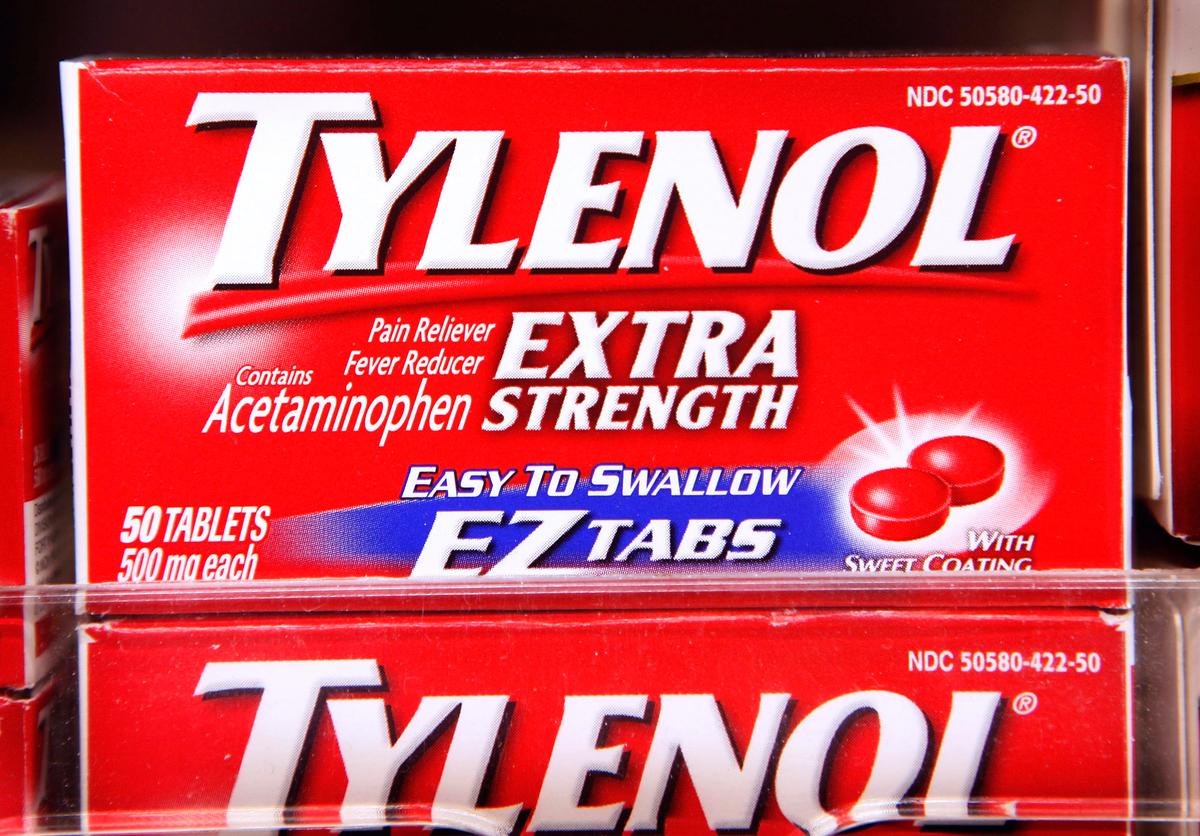 NDC 50580-422-50
TYLENOL®
Pain Reliever
Fever Reducer
Contains
Acetaminophen
EXTRA
STRENGTH
EASY TO SWALLOW
EZ TABS
50 TABLETS
500 mg each
WITH
SWEET COATING
NDC 50580-422-50
TYLENOL®
T